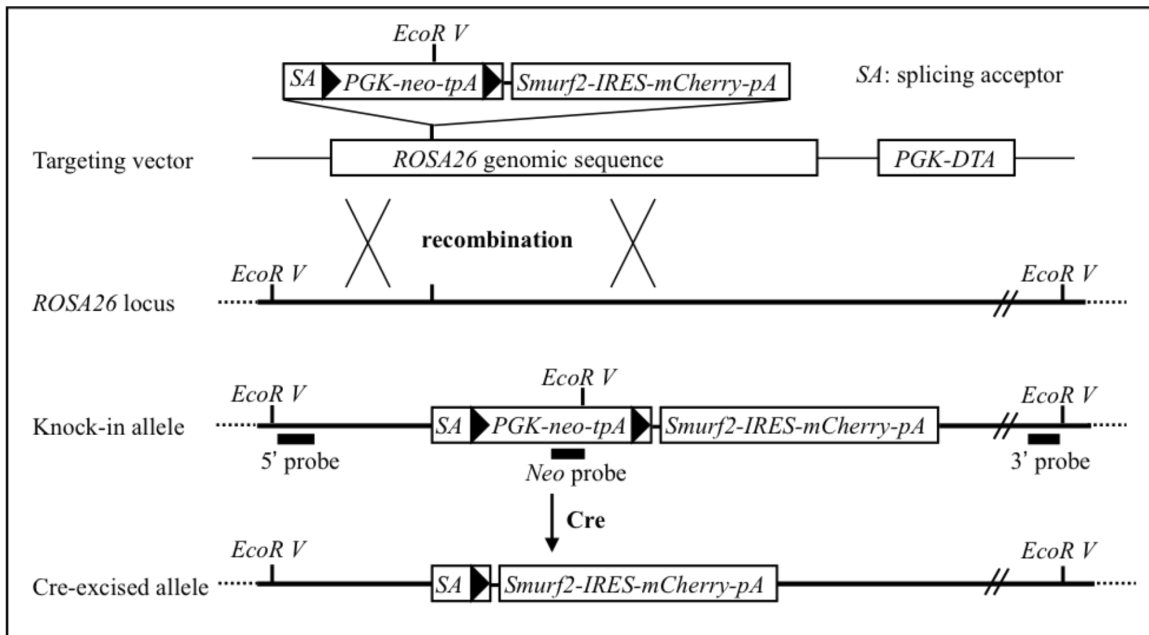 EcoR V
SA PGK-neo-tpA Smurf2-IRES-mCherry-pA
SA: splicing acceptor
Targeting vector
ROSA26 genomic sequence
PGK-DTA
recombination
EcoR V EcoR V
ROSA26 locus
EcoR V EcoR V EcoR V
Knock-in allele
SA PGK-neo-tpA Smurf2-IRES-mCherry-pA
5' probe
Neo probe
3' probe
Cre
EcoR V EcoR V
Cre-excised allele
SA Smurf2-IRES-mCherry-pA